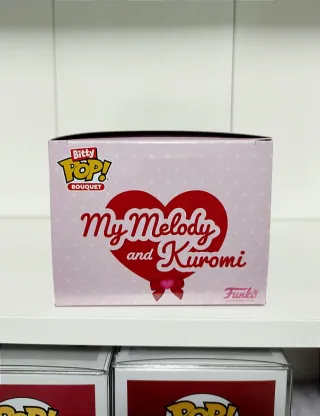 Bitty
POP!
BOUQUET
My Melody
and Kuromi
Funko
POP!
POP!